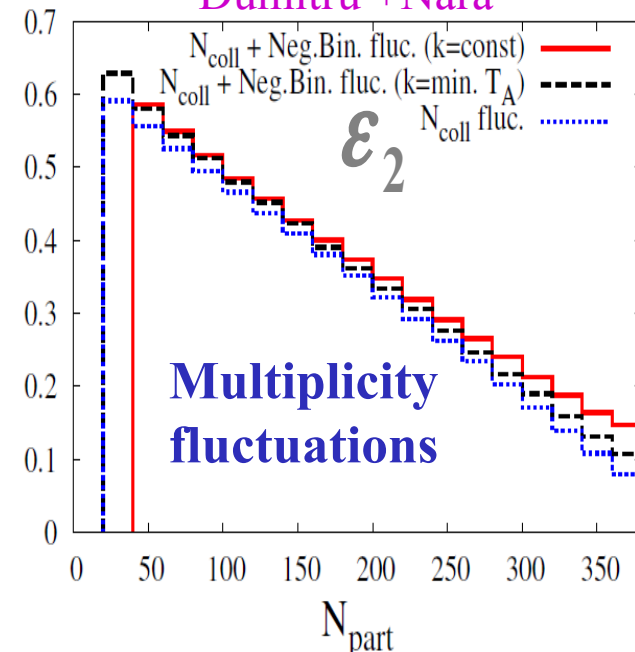 Dumitru +Nara
N_coll + Neg.Bin. fluc. (k=const)
N_coll + Neg.Bin. fluc. (k=min. T_A)
N_coll fluc.
ε_2
Multiplicity
fluctuations
0.7
0.6
0.5
0.4
0.3
0.2
0.1
0
0 50 100 150 200 250 300 350
N_part